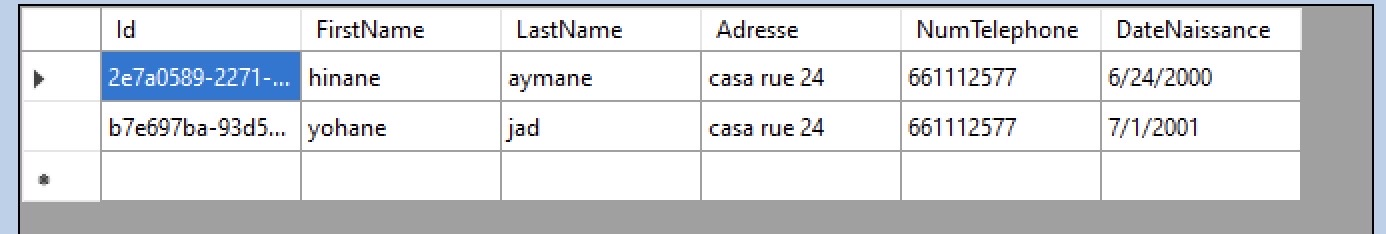 Id FirstName LastName Adresse NumTelephone DateNaissance
2e7a0589-2271-... hinane aymane casa rue 24 661112577 6/24/2000
b7e697ba-93d5... yohane jad casa rue 24 661112577 7/1/2001